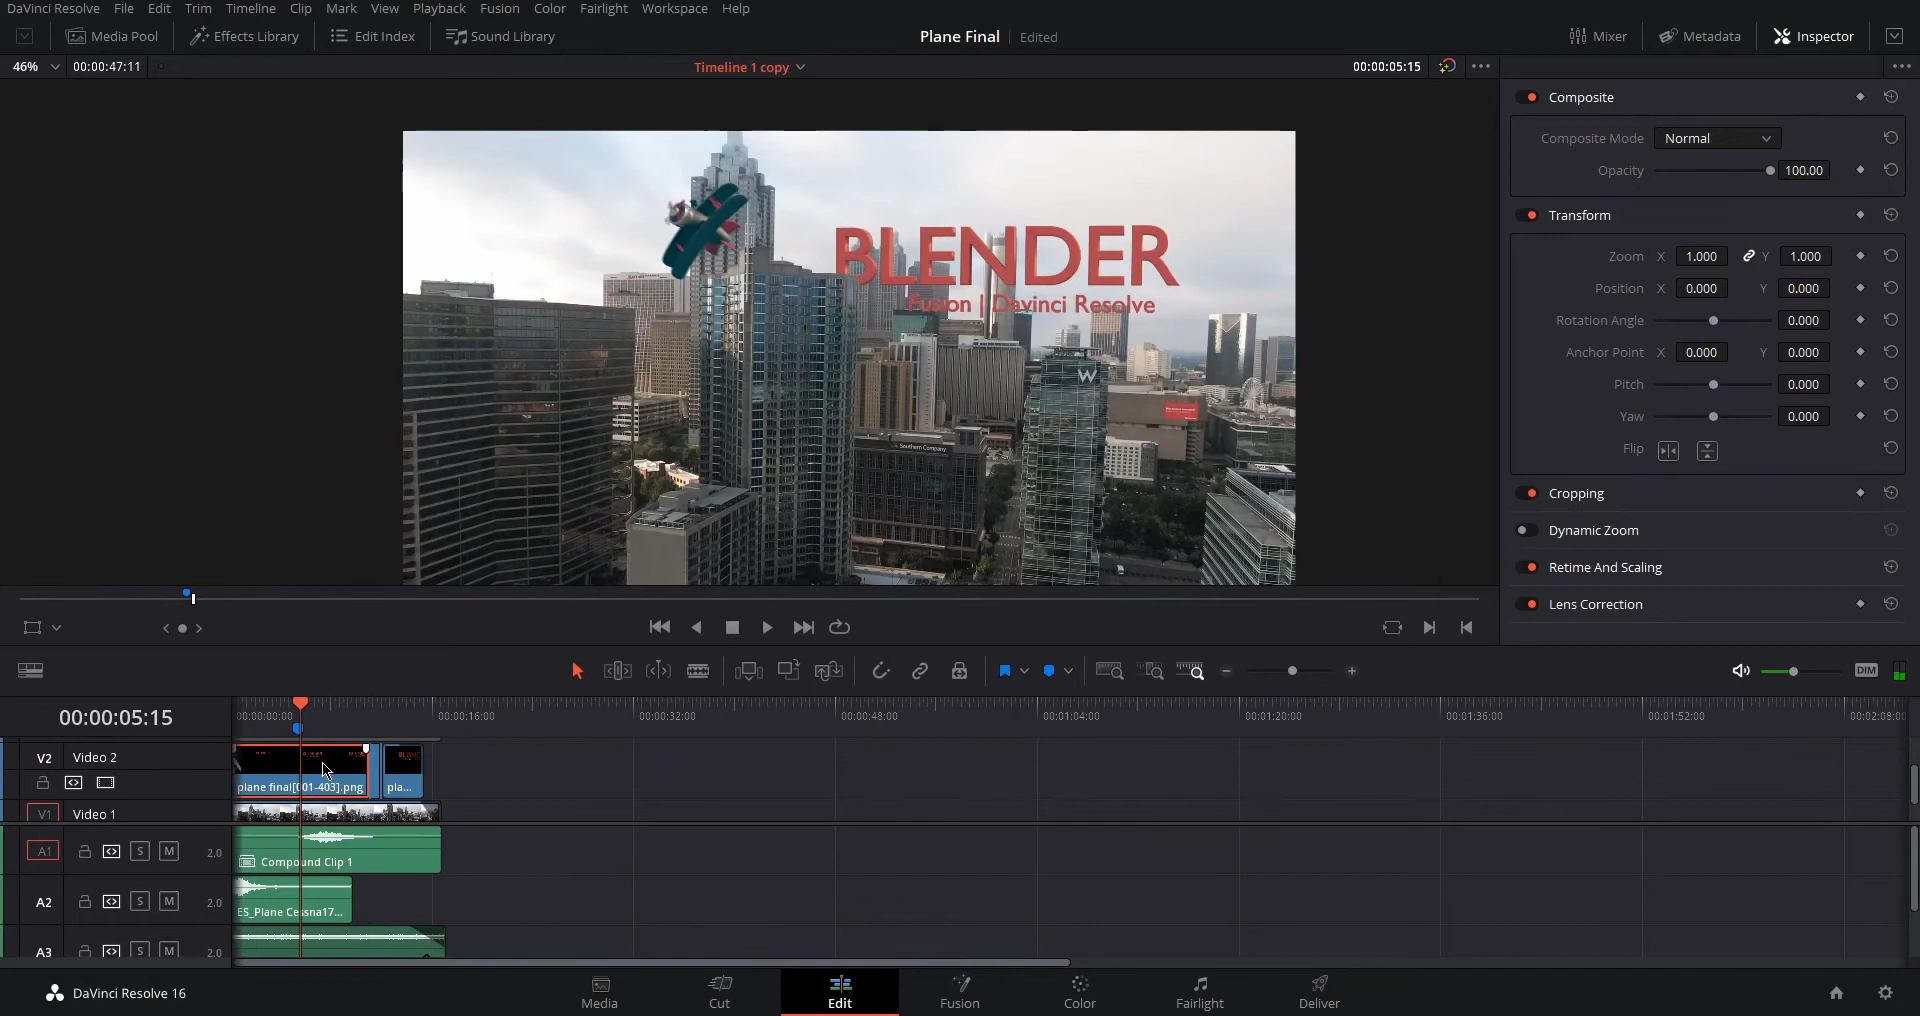 DaVinci Resolve File Edit Trim Timeline Clip Mark View Playback Fusion Color Fairlight Workspace Help
Media Pool Effects Library Edit Index Sound Library Plane Final Edited Mixer Metadata Inspector
46% 00:00:47:11 Timeline 1 copy 00:00:05:15
Composite
Composite Mode Normal
Opacity 100.00
Transform
Zoom X 1.000 Y 1.000
Position X 0.000 Y 0.000
Rotation Angle 0.000
Anchor Point X 0.000 Y 0.000
Pitch 0.000
Yaw 0.000
Flip
Cropping
Dynamic Zoom
Retime And Scaling
Lens Correction
BLENDER
Fusion | Davinci Resolve
W
Southern Company
DIM
00:00:05:15
00:00:00:00 00:00:16:00 00:00:32:00 00:00:48:00 00:01:04:00 00:01:20:00 00:01:36:00 00:01:52:00 00:02:08:00
V2 Video 2
plane final[001-403].png pla...
V1 Video 1
A1 S M 2.0
Compound Clip 1
A2 S M 2.0
ES_Plane Cessna17...
A3 S M 2.0
DaVinci Resolve 16
Media Cut Edit Fusion Color Fairlight Deliver